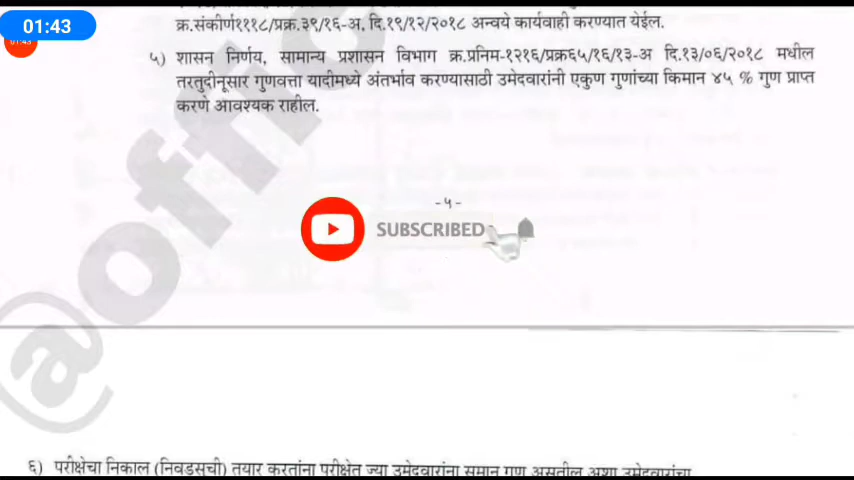 01:43
क्र.संकीर्ण१११८/प्रक्र.३९/१६-अ, दि.१९/१२/२०१८ अन्वये कार्यवाही करण्यात येईल.
५) शासन निर्णय, सामान्य प्रशासन विभाग क्र.प्रनिम-१२१६/प्रक्र६५/१६/१३-अ दि.१३/०६/२०१८ मधील
तरतुदीनूसार गुणवत्ता यादीमध्ये अंतर्भाव करण्यासाठी उमेदवारांनी एकुण गुणांच्या किमान ४५ % गुण प्राप्त
करणे आवश्यक राहील.
-५-
SUBSCRIBED
@offic
६) परीक्षेचा निकाल (निवडसूची) तयार करतांना परीक्षेत ज्या उमेदवारांना समान गुण असतील अशा उमेदवारांचा